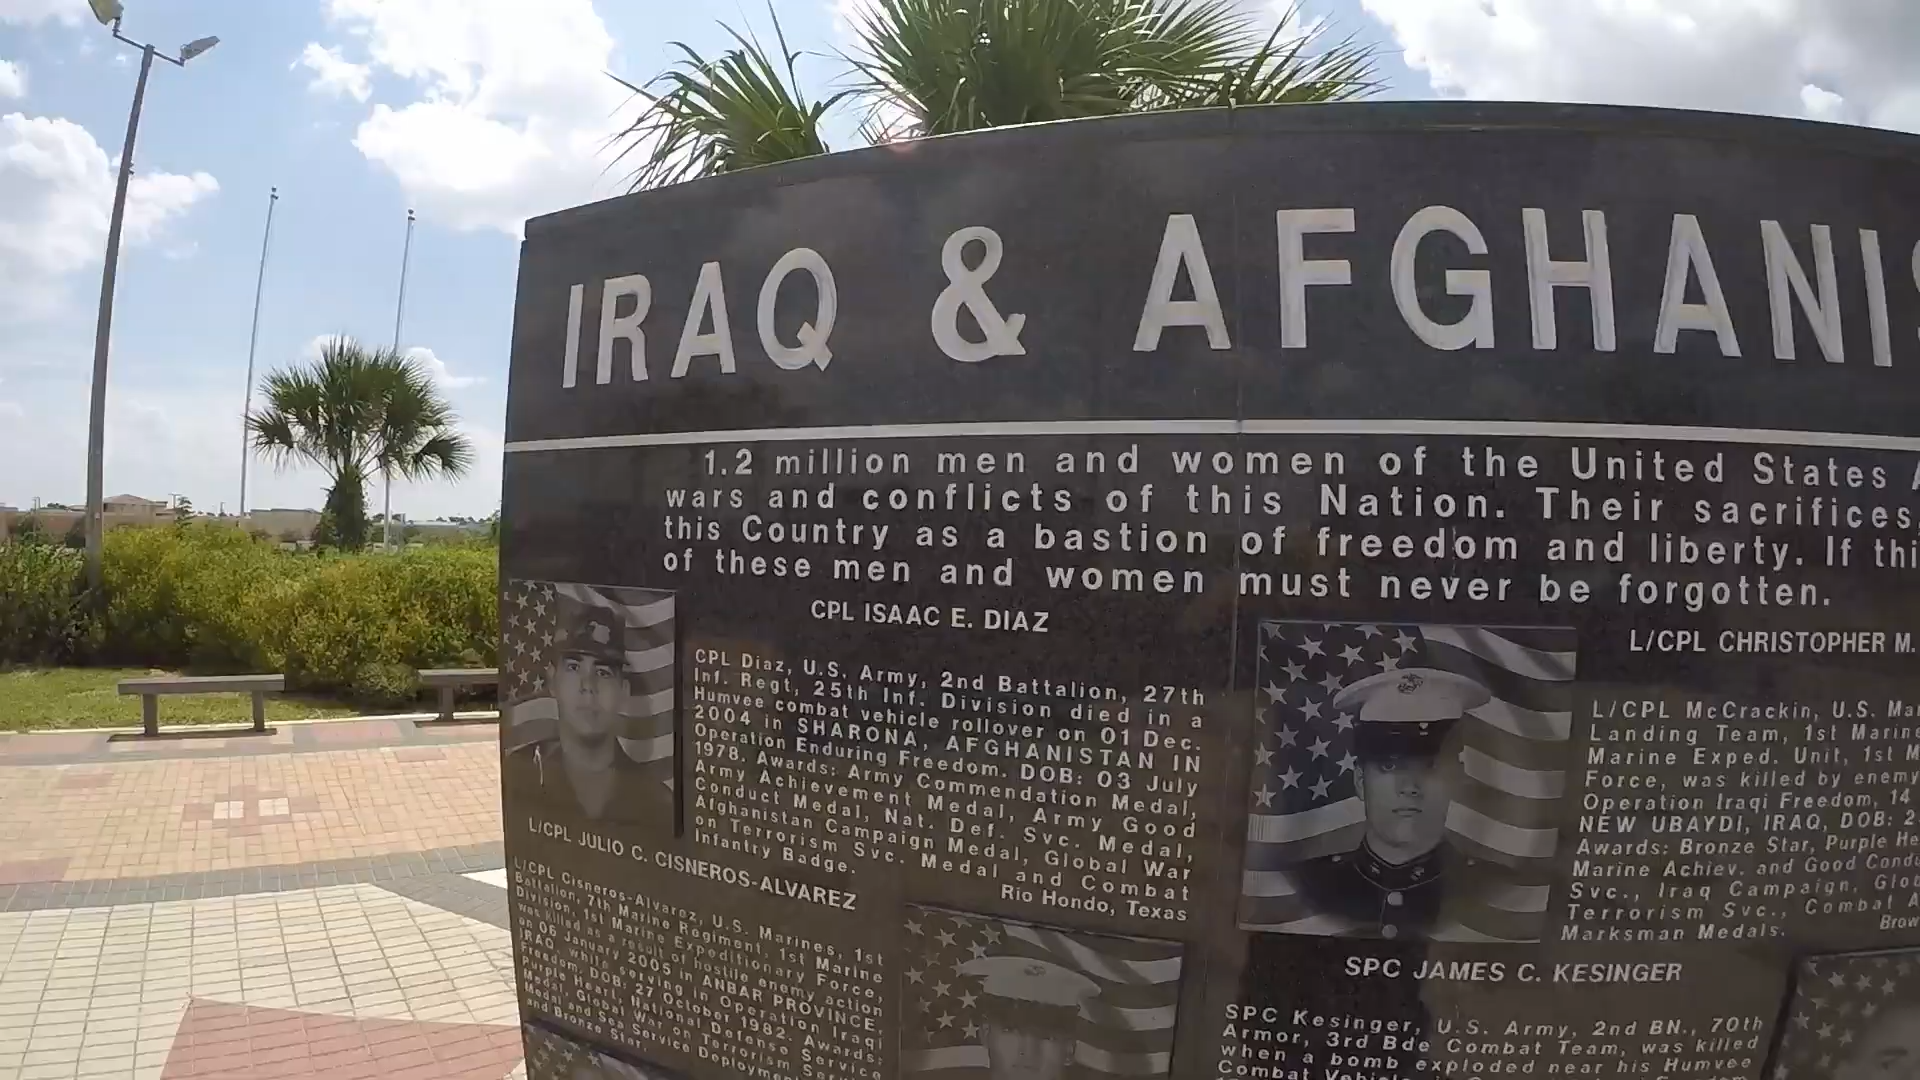 IRAQ & AFGHANIS
1.2 million men and women of the United States A
wars and conflicts of this Nation. Their sacrifices,
this Country as a bastion of freedom and liberty. If thi
of these men and women must never be forgotten.
CPL ISAAC E. DIAZ
CPL Diaz, U.S. Army, 2nd Battalion, 27th
Inf. Regt, 25th Inf. Division died in a
Humvee combat vehicle rollover on 01 Dec.
2004 in SHARONA, AFGHANISTAN IN
Operation Enduring Freedom. DOB: 03 July
1978. Awards: Army Commendation Medal,
Army Achievement Medal, Army Good
Conduct Medal, Nat. Def. Svc. Medal,
Afghanistan Campaign Medal, Global War
on Terrorism Svc. Medal and Combat
Infantry Badge.
Rio Hondo, Texas
L/CPL JULIO C. CISNEROS-ALVAREZ
L/CPL Cisneros-Alvarez, U.S. Marines, 1st
Battalion, 7th Marine Regiment, 1st Marine
Division, 1st Marine Expeditionary Force,
was killed as a result of hostile enemy action
on 06 January 2005 in ANBAR PROVINCE,
IRAQ, while serving in Operation Iraqi
Freedom. DOB: 27 October 1982. Awards:
Purple Heart, National Defense Service
Medal, Global War on Terrorism Servic
Medal and Sea Service Deploymen
nd Bronze Star.
L/CPL CHRISTOPHER M.
L/CPL McCrackin, U.S. Mar
Landing Team, 1st Marine
Marine Exped. Unit, 1st M
Force, was killed by enemy
Operation Iraqi Freedom, 14
NEW UBAYDI, IRAQ, DOB: 2
Awards: Bronze Star, Purple He
Marine Achiev. and Good Condu
Svc., Iraq Campaign, Glob
Terrorism Svc., Combat A
Marksman Medals.
Brow
SPC JAMES C. KESINGER
SPC Kesinger, U.S. Army, 2nd BN., 70th
Armor, 3rd Bde Combat Team, was killed
when a bomb exploded near his Humvee
Combat